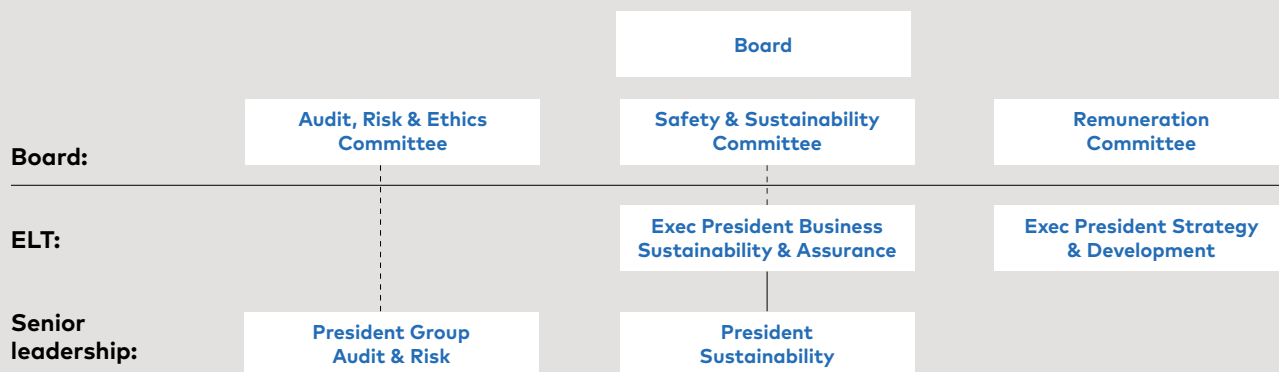 Board
Audit, Risk & Ethics
Committee
Safety & Sustainability
Committee
Remuneration
Committee
Board:
ELT:
Exec President Business
Sustainability & Assurance
Exec President Strategy
& Development
Senior
leadership:
President Group
Audit & Risk
President
Sustainability